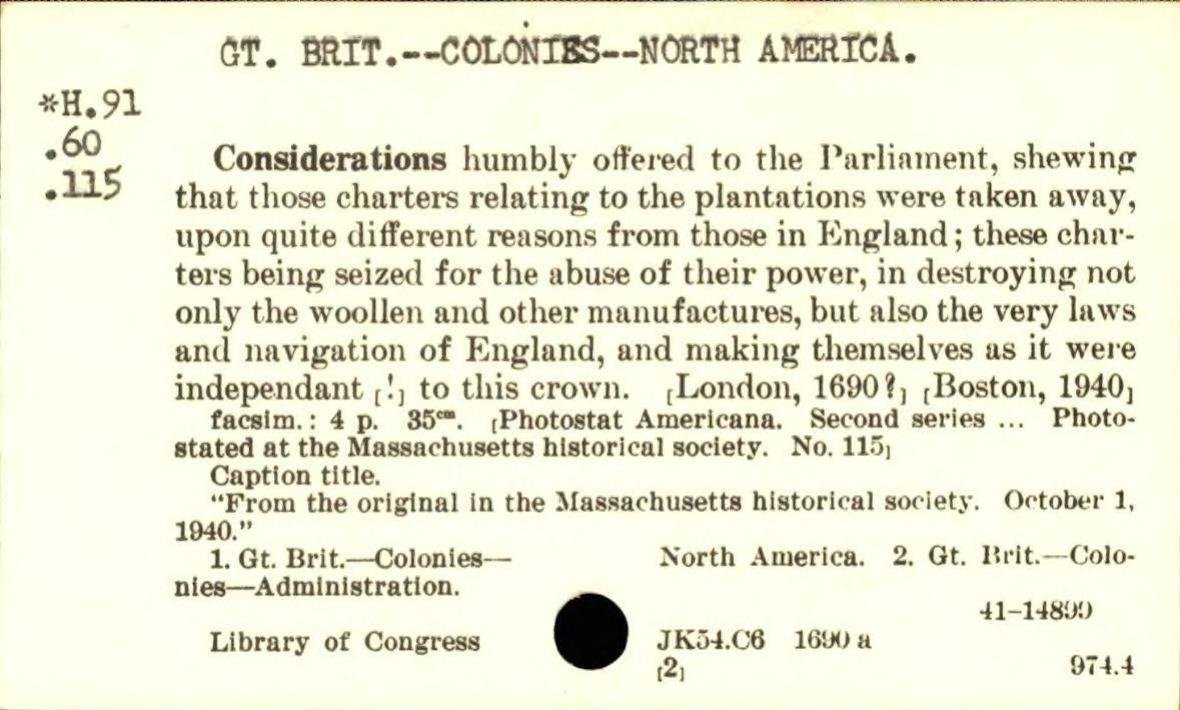 GT. BRIT.--COLONIES--NORTH AMERICA.
*H.91
.60
.115
Considerations humbly offered to the Parliament, shewing
that those charters relating to the plantations were taken away,
upon quite different reasons from those in England; these char-
ters being seized for the abuse of their power, in destroying not
only the woollen and other manufactures, but also the very laws
and navigation of England, and making themselves as it were
independant [!] to this crown. [London, 1690?] [Boston, 1940]
facsim.: 4 p. 35cm. [Photostat Americana. Second series ... Photo-
stated at the Massachusetts historical society. No. 115]
Caption title.
"From the original in the Massachusetts historical society. October 1,
1940."
1. Gt. Brit.—Colonies—North America. 2. Gt. Brit.—Colo-
nies—Administration.
41-14899
Library of Congress JK54.C6 1690 a
[2] 974.4